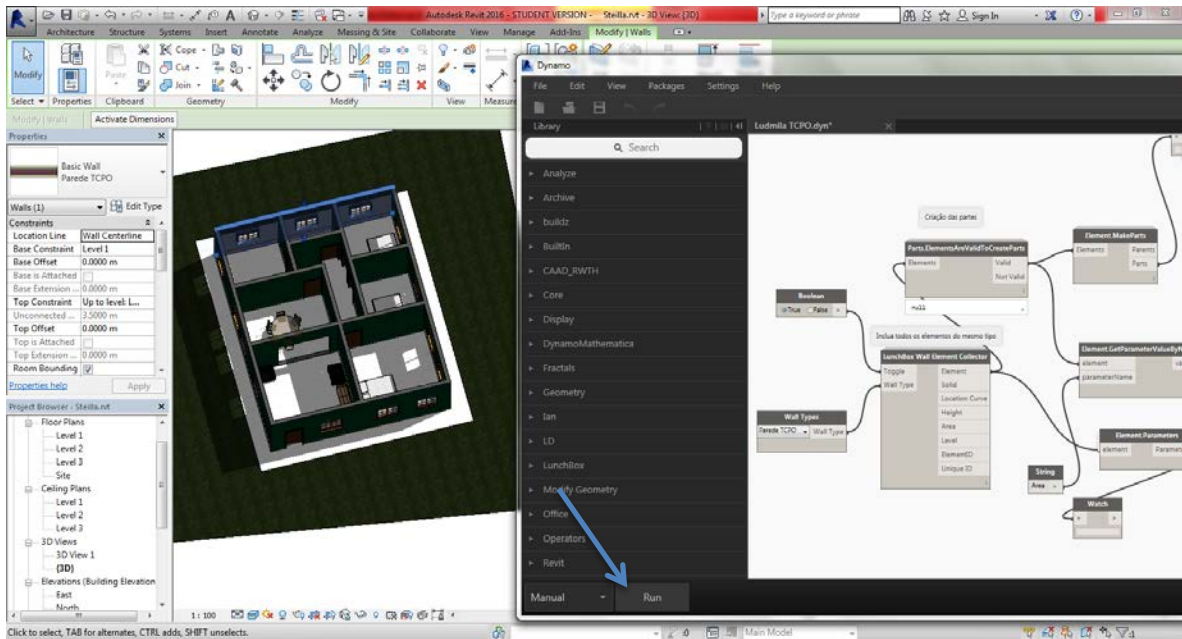 Autodesk Revit 2016 - STUDENT VERSION - Steilla.rvt - 3D View: {3D}
Type a keyword or phrase
Sign In
Architecture Structure Systems Insert Annotate Analyze Massing & Site Collaborate View Manage Add-Ins Modify | Walls
Modify
Paste
Cope
Cut
Join
Select Properties Clipboard Geometry Modify View Measure
Modify | Walls Activate Dimensions
Properties
Basic Wall
Parede TCPO
Walls (1) Edit Type
Constraints
Location Line Wall Centerline
Base Constraint Level 1
Base Offset 0.0000 m
Base is Attached
Base Extension ... 0.0000 m
Top Constraint Up to level: L...
Unconnected ... 3.5000 m
Top Offset 0.0000 m
Top is Attached
Top Extension ... 0.0000 m
Room Bounding
Properties help Apply
Project Browser - Steilla.rvt
Floor Plans
Level 1
Level 2
Level 3
Site
Ceiling Plans
Level 1
Level 2
Level 3
3D Views
3D View 1
{3D}
Elevations (Building Elevation
East
North
1 : 100
Click to select, TAB for alternates, CTRL adds, SHIFT unselects.
Main Model
Dynamo
File Edit View Packages Settings Help
Library
Search
Analyze
Archive
buildz
BuiltIn
CAAD_RWTH
Core
Display
DynamoMathematica
Fractals
Geometry
Ian
LD
LunchBox
Modify Geometry
Office
Operators
Revit
Manual Run
Ludmila TCPO.dyn*
Criação das partes
Parts.ElementsAreValidToCreateParts
Elements Valid
Not Valid
null
Element.MakeParts
Elements Parents
Parts
Boolean
True False
Inclua todos os elementos do mesmo tipo
LunchBox Wall Element Collector
Toggle Element
Wall Type Solid
Location Curve
Height
Area
Level
ElementID
Unique ID
Wall Types
Parede TCPO Wall Type
Element.GetParameterValueByN
element va
parameterName
Element.Parameters
element Paramet
String
Area
Watch